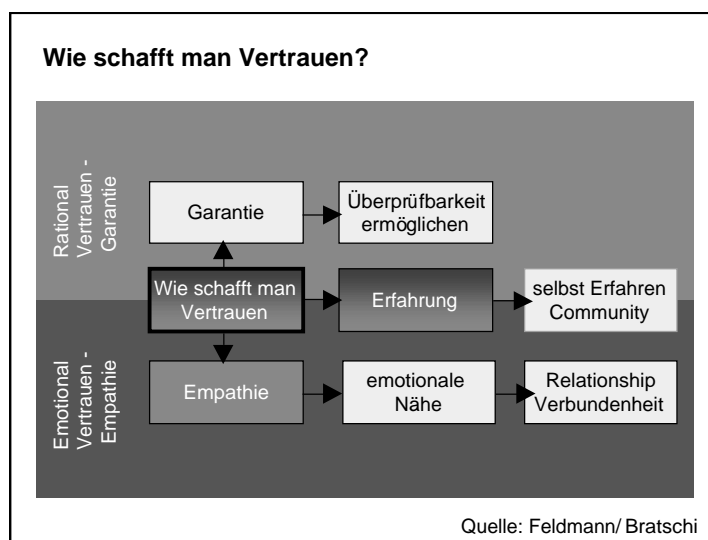 Wie schafft man Vertrauen?
Rational
Vertrauen -
Garantie
Garantie
Überprüfbarkeit
ermöglichen
Wie schafft man
Vertrauen
Erfahrung
selbst Erfahren
Community
Emotional
Vertrauen -
Empathie
Empathie
emotionale
Nähe
Relationship
Verbundenheit
Quelle: Feldmann/ Bratschi